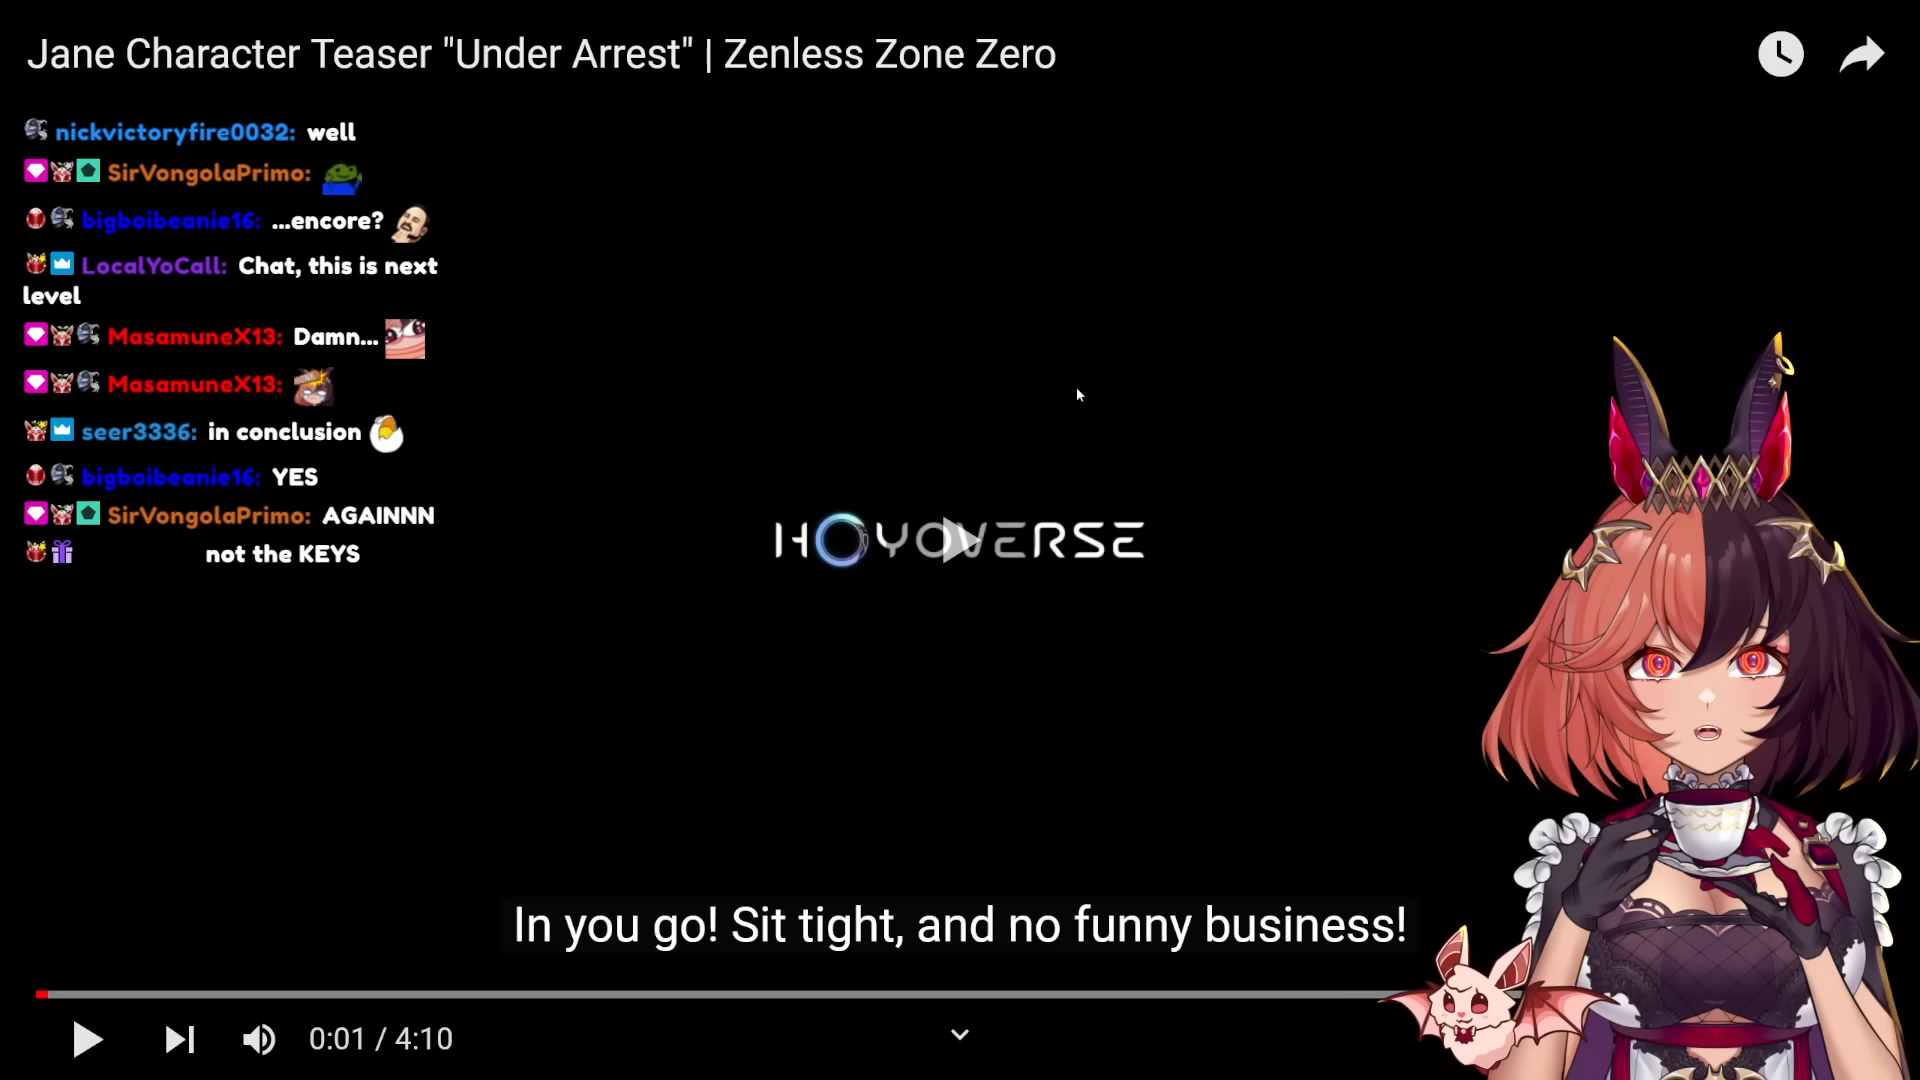 Jane Character Teaser "Under Arrest" | Zenless Zone Zero
nickvictoryfire0032: well
SirVongolaPrimo:
bigboibeanie16: ...encore?
LocalYoCall: Chat, this is next
level
MasamuneX13: Damn...
MasamuneX13:
seer3336: in conclusion
bigboibeanie16: YES
SirVongolaPrimo: AGAINNN
not the KEYS
HOYOVERSE
In you go! Sit tight, and no funny business!
0:01 / 4:10